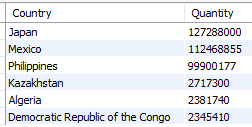 Country Quantity
Japan 127288000
Mexico 112468855
Philippines 99900177
Kazakhstan 2717300
Algeria 2381740
Democratic Republic of the Congo 2345410